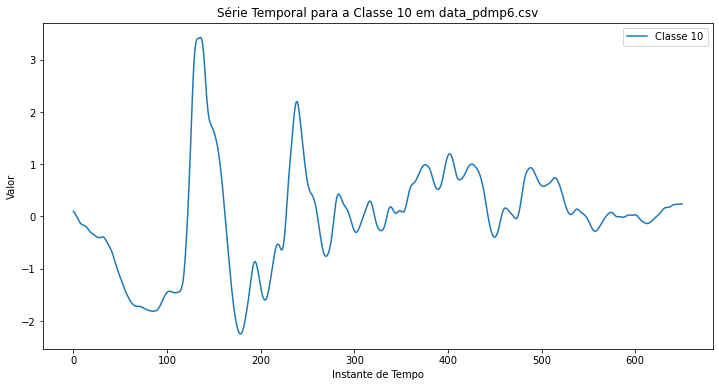 Série Temporal para a Classe 10 em data_pdmp6.csv
Classe 10
Valor
3
2
1
0
−1
−2
0 100 200 300 400 500 600
Instante de Tempo